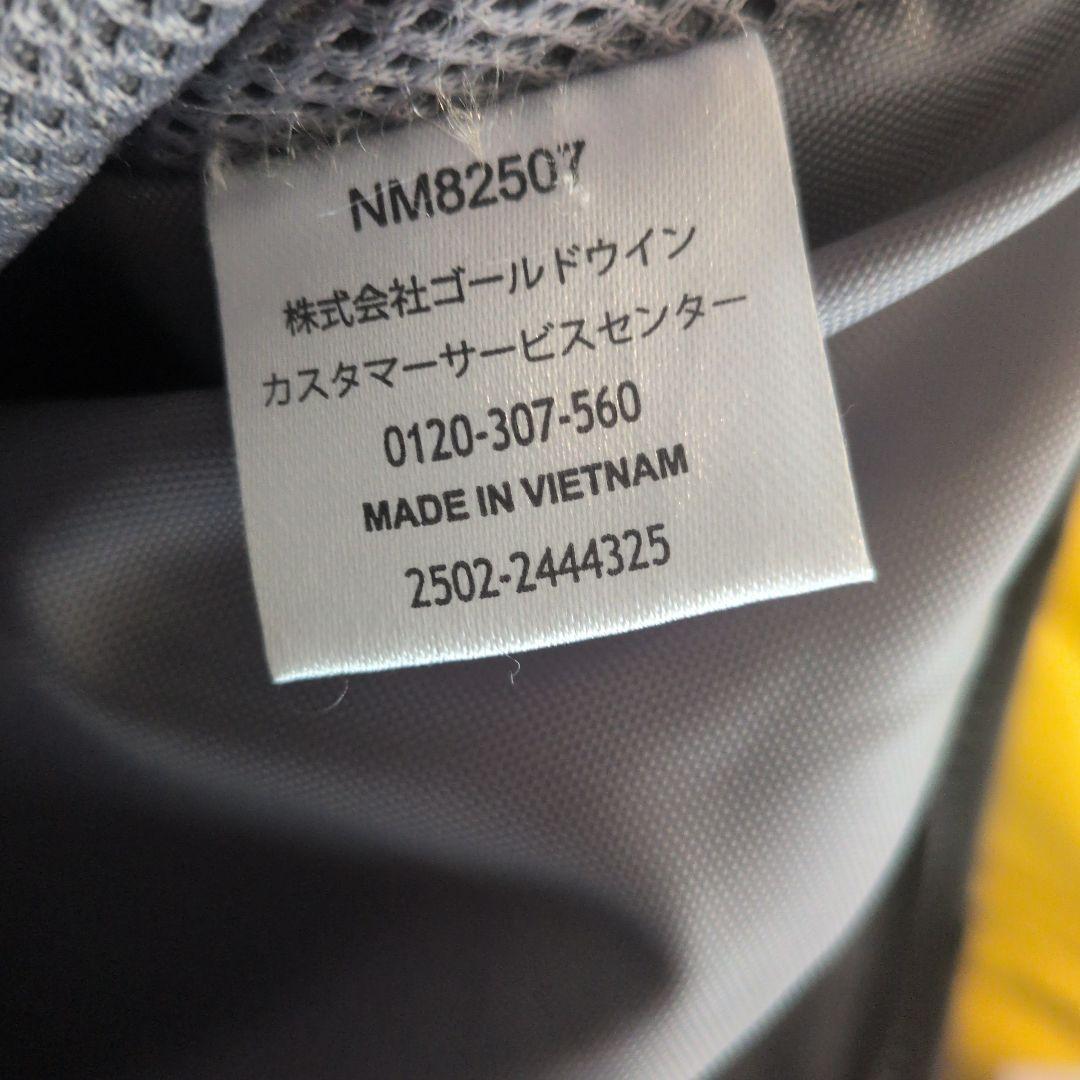 NM82507
株式会社ゴールドウイン
カスタマーサービスセンター
0120-307-560
MADE IN VIETNAM
2502-2444325